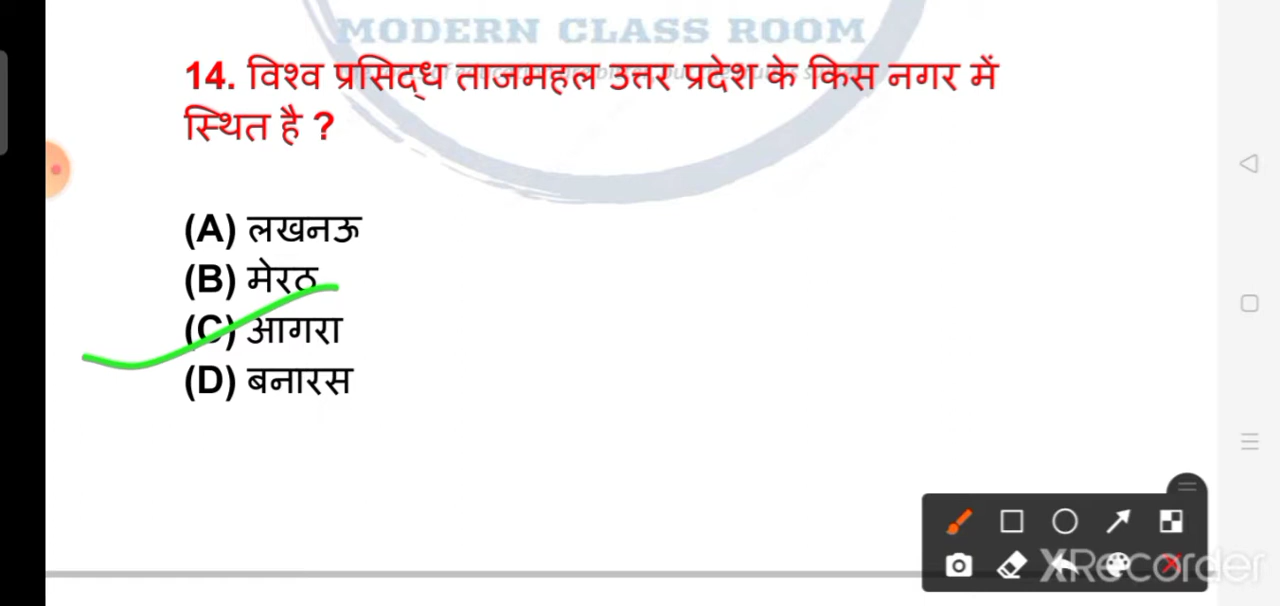 MODERN CLASS ROOM
14. विश्व प्रसिद्ध ताजमहल उत्तर प्रदेश के किस नगर में
स्थित है ?
(A) लखनऊ
(B) मेरठ
(C) आगरा
(D) बनारस
XRecorder